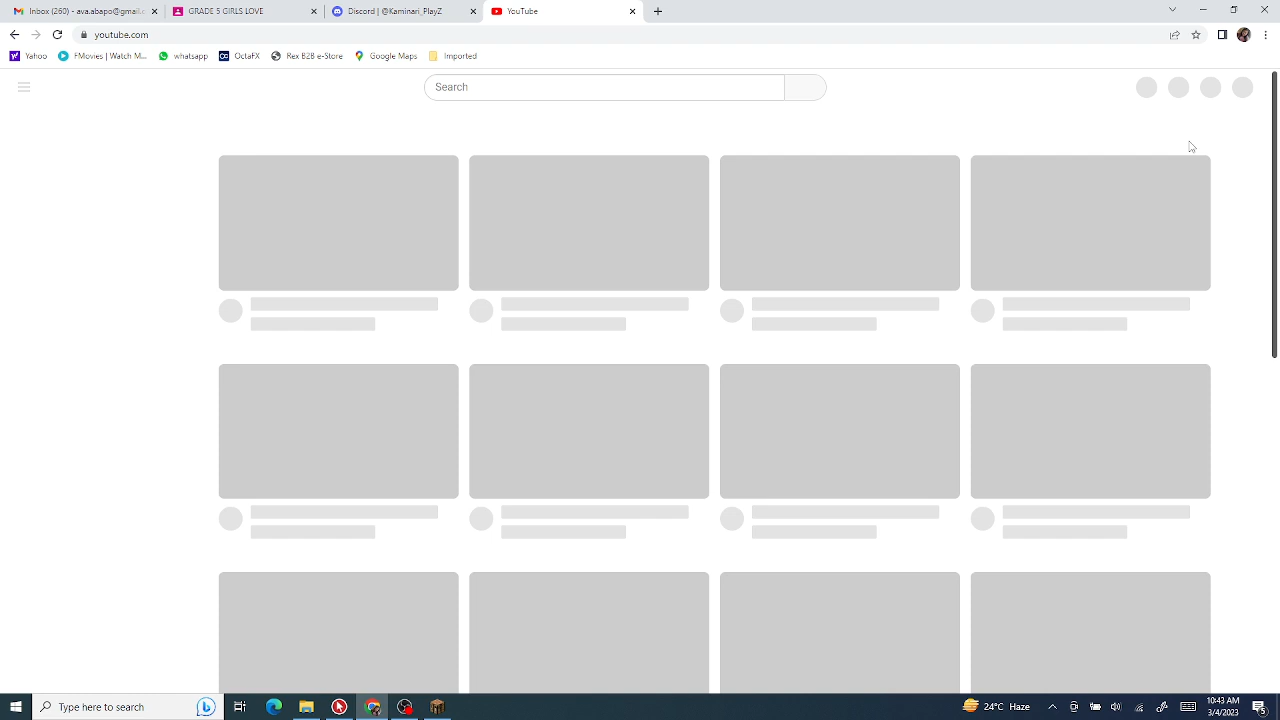 Inbox (260) - ava.abapo@gmail.c
GRADE 5 GIRLS LOVE
Discord | @Kaminari_PlayZ
YouTube
youtube.com
Yahoo
FMovies | Watch M...
whatsapp
OctaFX
Rex B2B e-Store
Google Maps
Imported
Search
Type here to search
24°C Haze
10:43 AM
3/4/2023